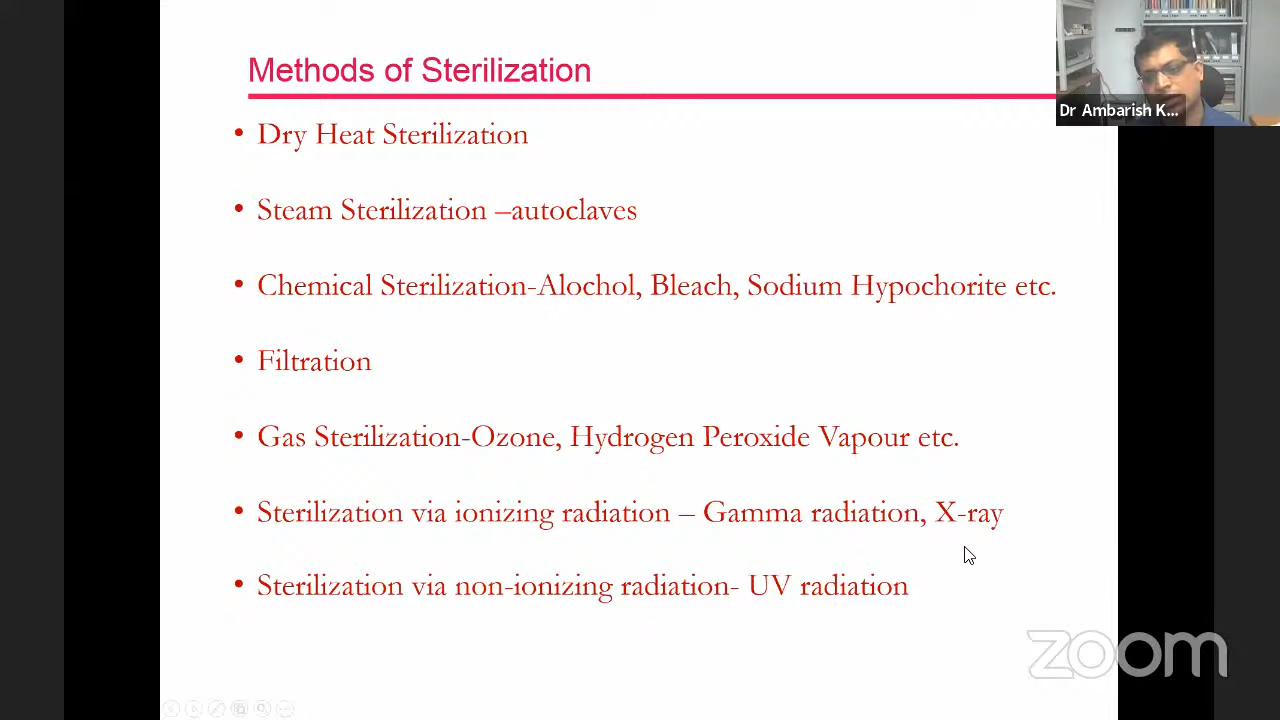 Methods of Sterilization
Dr Ambarish K...
• Dry Heat Sterilization
• Steam Sterilization –autoclaves
• Chemical Sterilization-Alochol, Bleach, Sodium Hypochorite etc.
• Filtration
• Gas Sterilization-Ozone, Hydrogen Peroxide Vapour etc.
• Sterilization via ionizing radiation – Gamma radiation, X-ray
• Sterilization via non-ionizing radiation- UV radiation
zoom